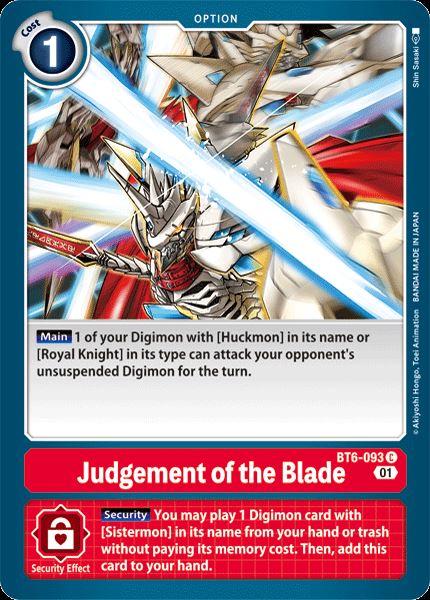 Cost
1
OPTION
Shin Sasaki
©Akiyoshi Hongo, Toei Animation BANDAI MADE IN JAPAN
Main 1 of your Digimon with [Huckmon] in its name or
[Royal Knight] in its type can attack your opponent's
unsuspended Digimon for the turn.
BT6-093 C
Judgement of the Blade 01
Security You may play 1 Digimon card with
[Sistermon] in its name from your hand or trash
without paying its memory cost. Then, add this
card to your hand.
Security Effect